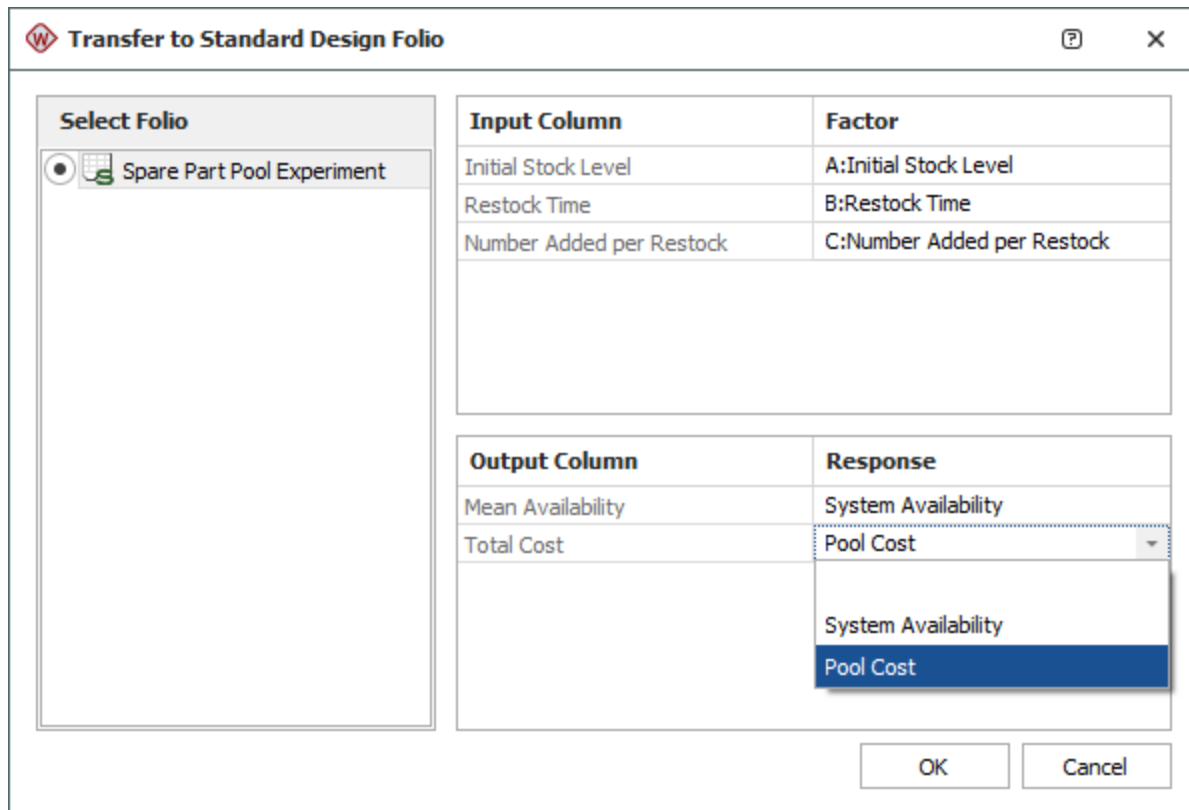 Transfer to Standard Design Folio
Select Folio
Spare Part Pool Experiment
Input Column Factor
Initial Stock Level A:Initial Stock Level
Restock Time B:Restock Time
Number Added per Restock C:Number Added per Restock
Output Column Response
Mean Availability System Availability
Total Cost Pool Cost
System Availability
Pool Cost
OK Cancel